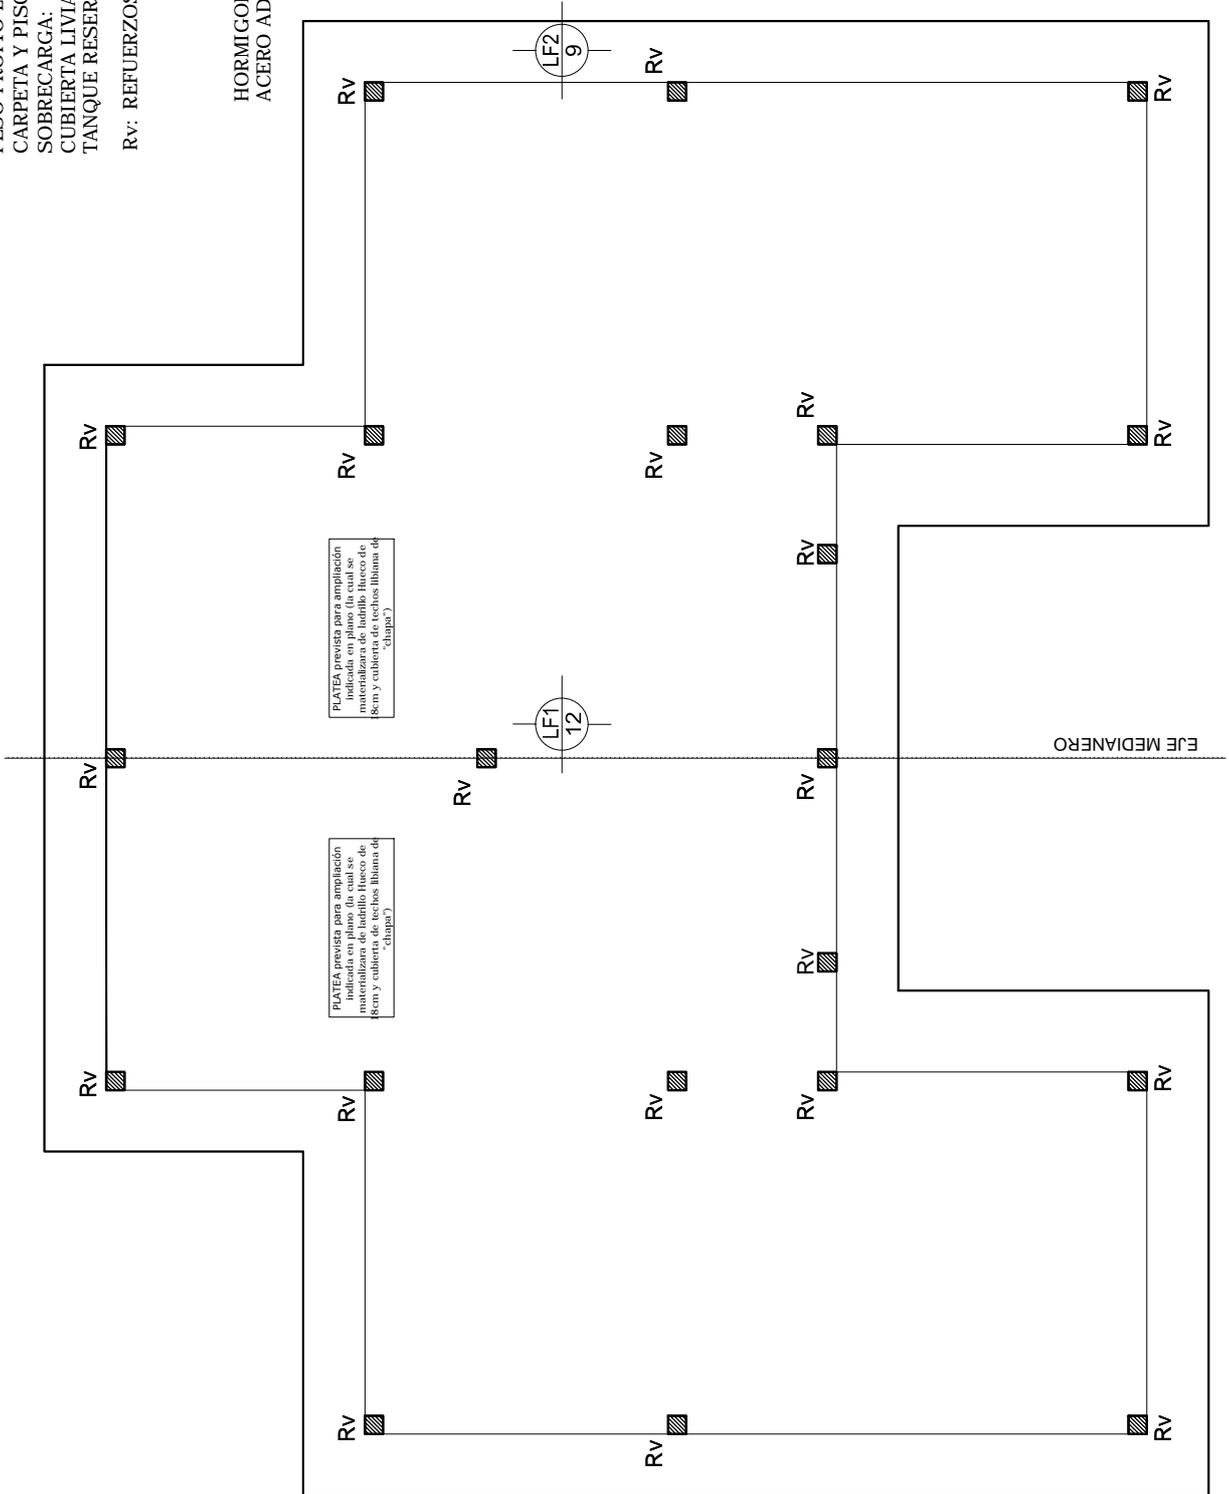 CARPETA Y PISO
SOBRECARGA:
CUBIERTA LIVIA
TANQUE RESER
Rv: REFUERZOS
HORMIGO
ACERO AD
Rv
Rv
Rv
LF2
9
Rv
Rv
Rv
Rv
Rv
Rv
Rv
PLATEA prevista para ampliación
indicada en plano (la cual se
materializara de ladrillo Hueco de
18cm y cubierta de techos libiana de
"chapa")
LF1
12
Rv
Rv
Rv
EJE MEDIANERO
PLATEA prevista para ampliación
indicada en plano (la cual se
materializara de ladrillo Hueco de
18cm y cubierta de techos libiana de
"chapa")
Rv
Rv
Rv
Rv
Rv
Rv
Rv
Rv
Rv